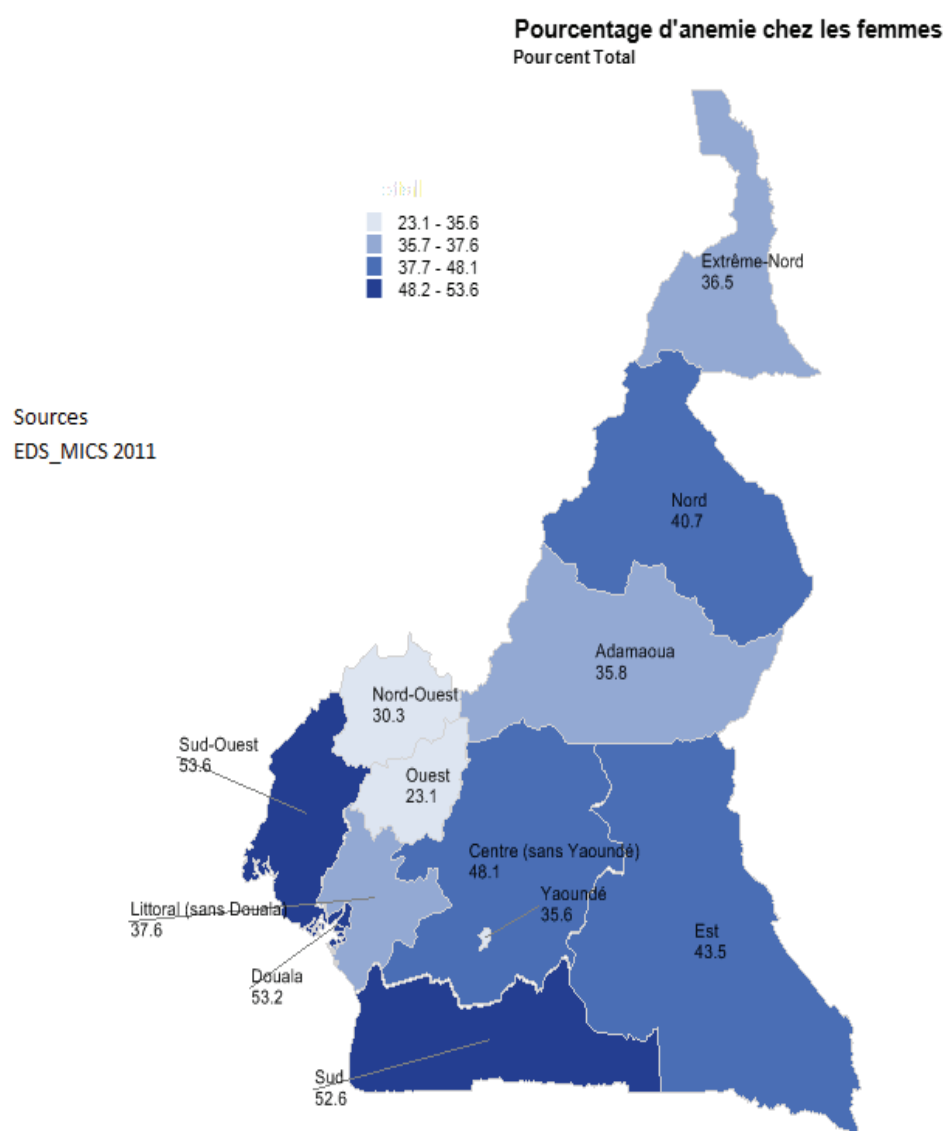 Pourcentage d'anemie chez les femmes
Pour cent Total
23.1 - 35.6
35.7 - 37.6
37.7 - 48.1
48.2 - 53.6
Extrême-Nord
36.5
Sources
EDS_MICS 2011
Nord
40.7
Adamaoua
35.8
Nord-Ouest
30.3
Sud-Ouest
53.6
Ouest
23.1
Centre (sans Yaoundé)
48.1
Yaoundé
35.6
Littoral (sans Douala)
37.6
Est
43.5
Douala
53.2
Sud
52.6